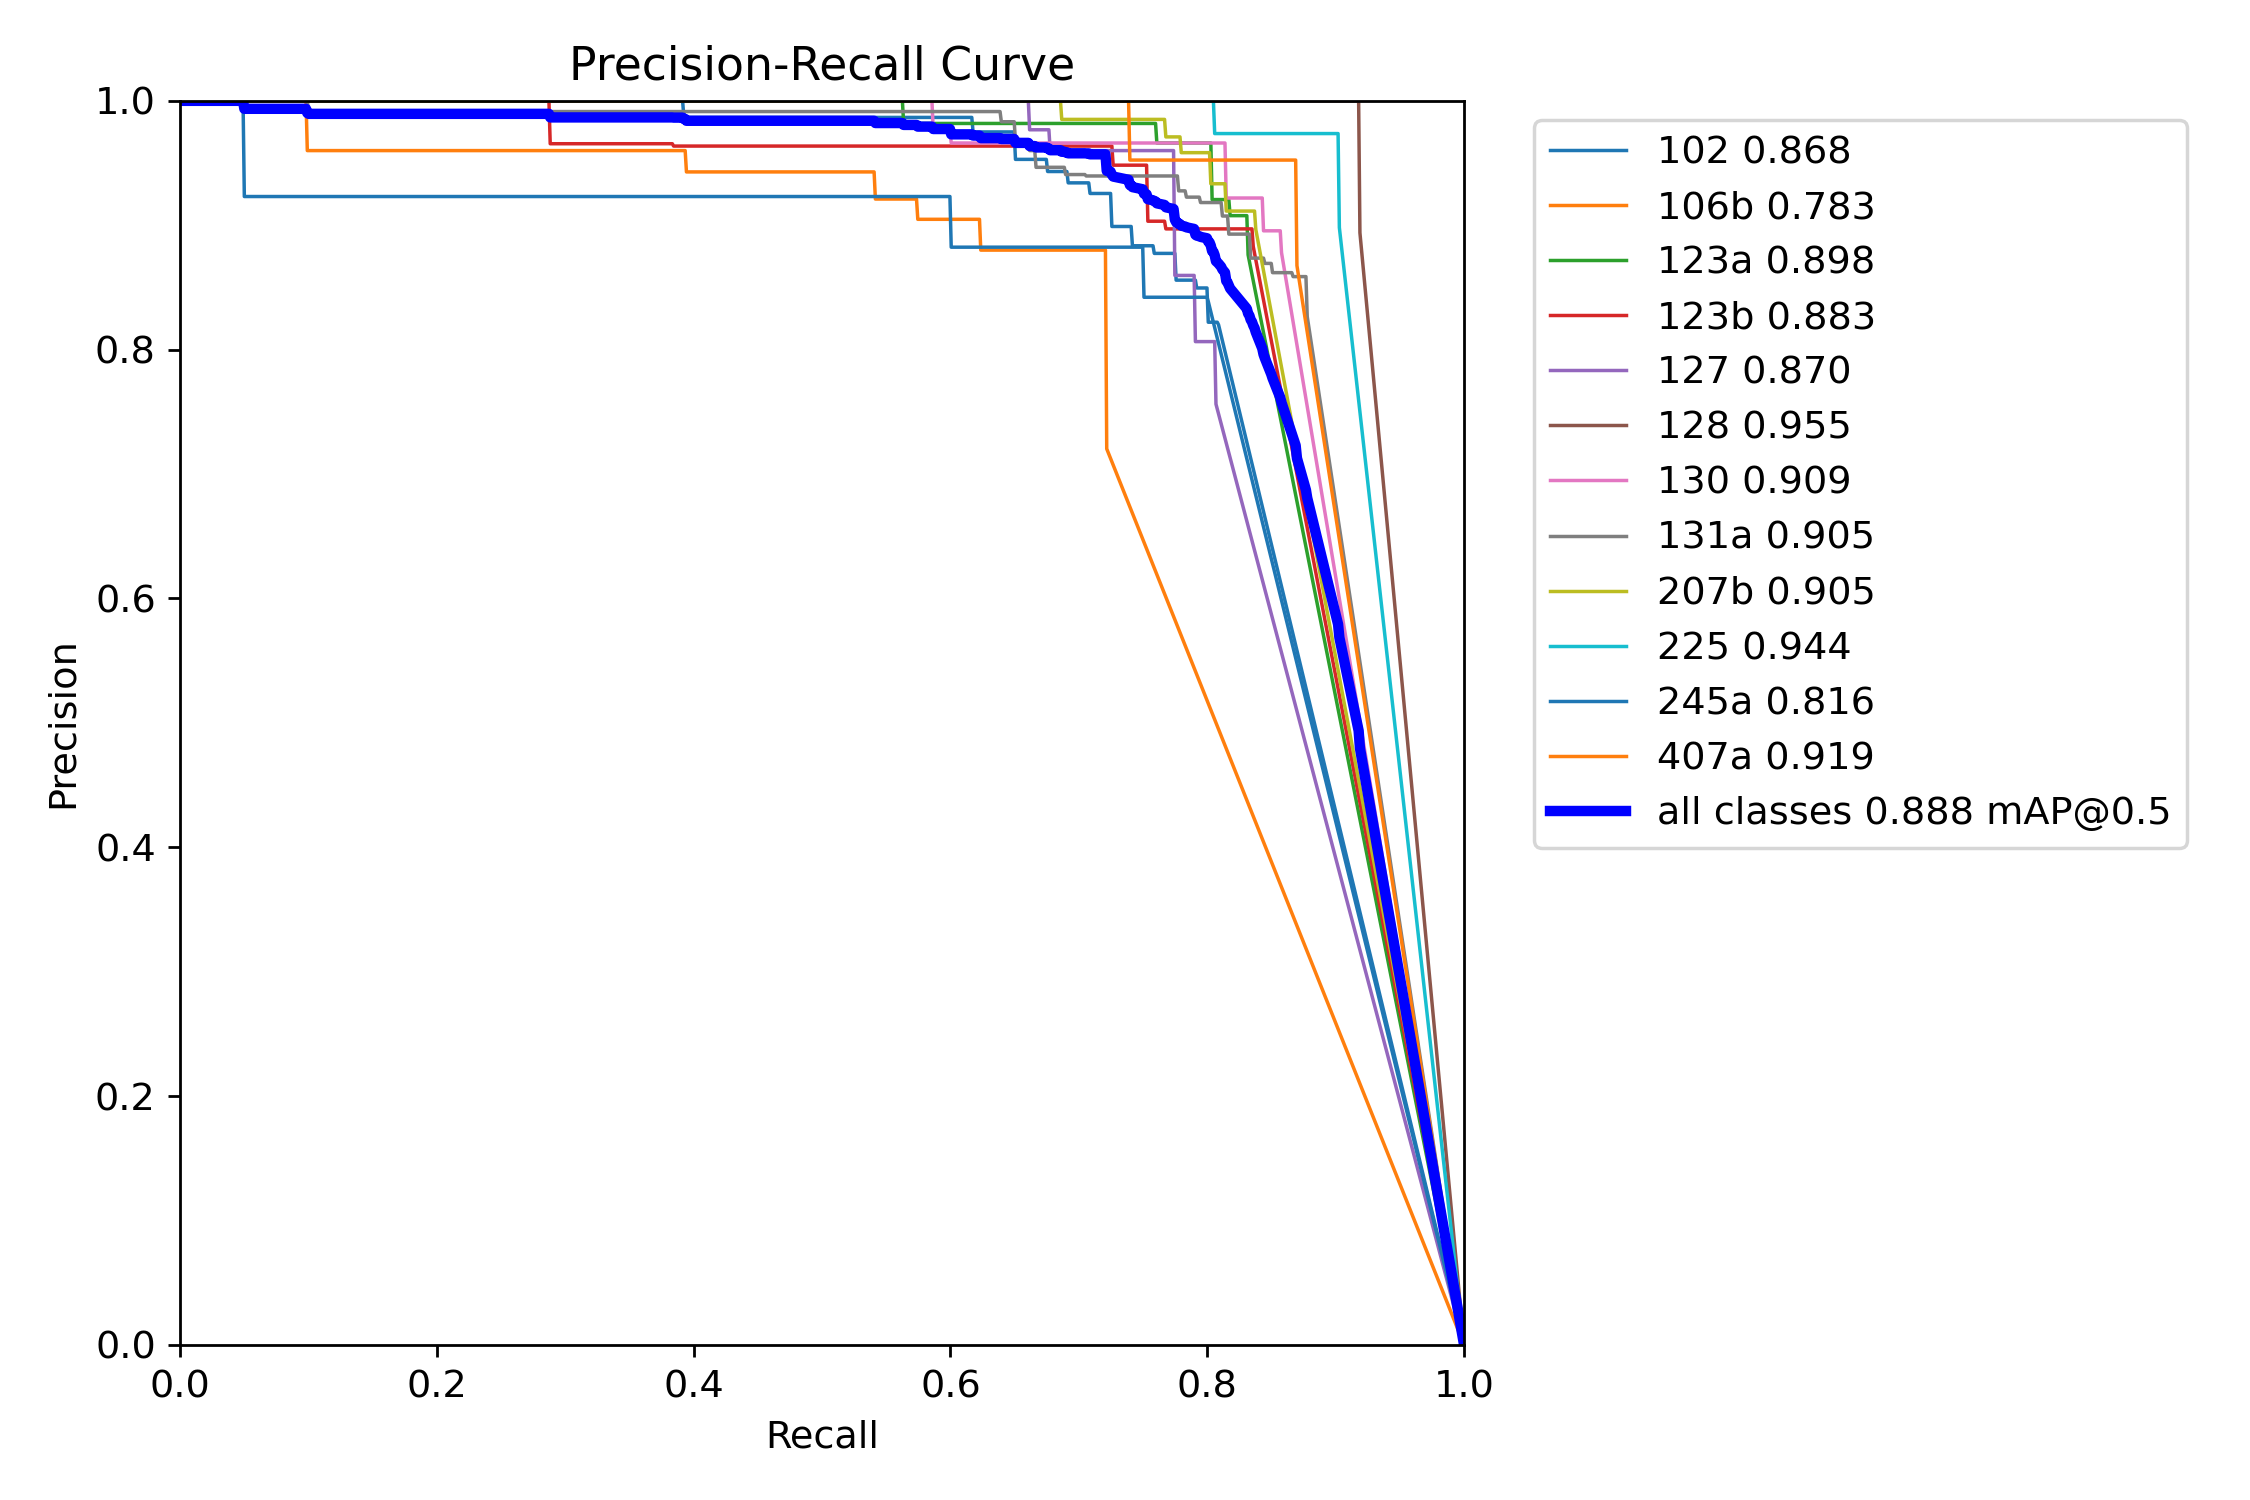 Precision-Recall Curve
1.0
0.8
0.6
0.4
0.2
0.0
Precision
0.0 0.2 0.4 0.6 0.8 1.0
Recall
102 0.868
106b 0.783
123a 0.898
123b 0.883
127 0.870
128 0.955
130 0.909
131a 0.905
207b 0.905
225 0.944
245a 0.816
407a 0.919
all classes 0.888 mAP@0.5